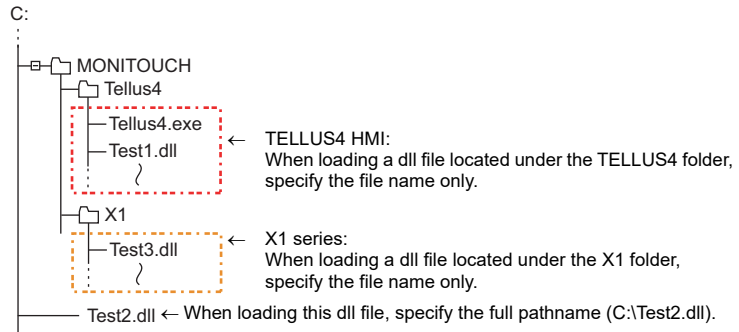 C:
MONITOUCH
Tellus4
Tellus4.exe
Test1.dll
← TELLUS4 HMI:
When loading a dll file located under the TELLUS4 folder,
specify the file name only.
X1
Test3.dll
← X1 series:
When loading a dll file located under the X1 folder,
specify the file name only.
Test2.dll ← When loading this dll file, specify the full pathname (C:\Test2.dll).